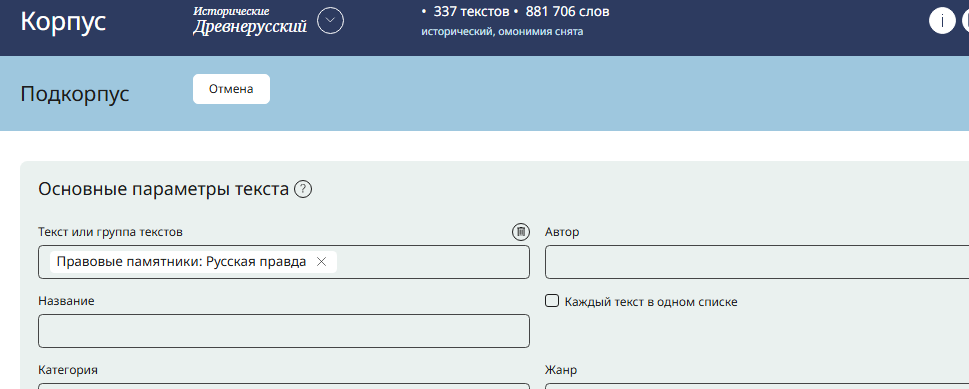 Корпус
Исторические
Древнерусский
• 337 текстов • 881 706 слов
исторический, омонимия снята
i
Подкорпус
Отмена
Основные параметры текста ?
Текст или группа текстов
Автор
Правовые памятники: Русская правда ×
Название
Каждый текст в одном списке
Категория
Жанр